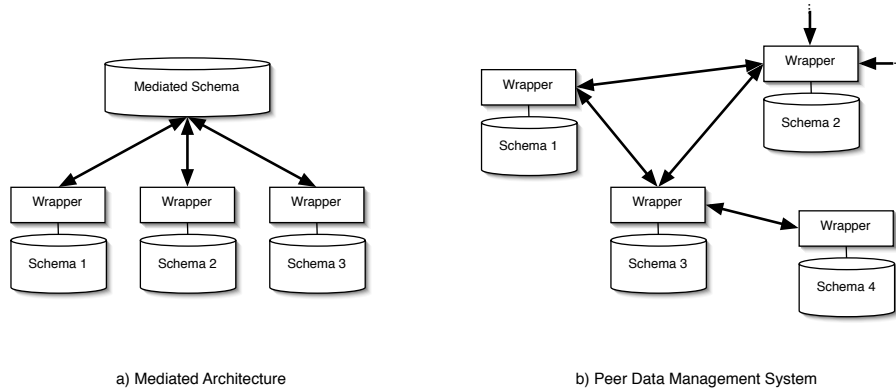 Mediated Schema
Wrapper
Wrapper
Wrapper
Schema 1
Schema 2
Schema 3
a) Mediated Architecture
Wrapper
Schema 1
Wrapper
Schema 2
Wrapper
Schema 3
Wrapper
Schema 4
b) Peer Data Management System